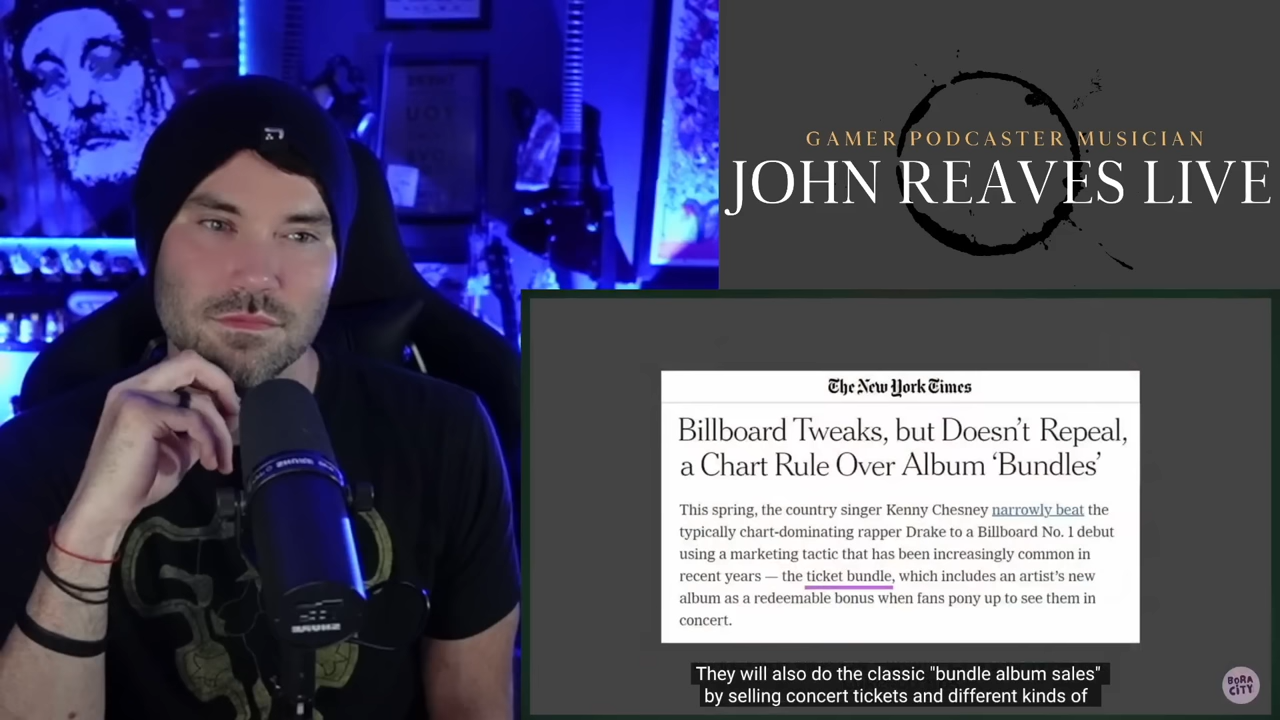 GAMER PODCASTER MUSICIAN
JOHN REAVES LIVE
The New York Times
Billboard Tweaks, but Doesn't Repeal,
a Chart Rule Over Album 'Bundles'
This spring, the country singer Kenny Chesney narrowly beat the
typically chart-dominating rapper Drake to a Billboard No. 1 debut
using a marketing tactic that has been increasingly common in
recent years — the ticket bundle, which includes an artist's new
album as a redeemable bonus when fans pony up to see them in
concert.
They will also do the classic "bundle album sales"
by selling concert tickets and different kinds of
BORA
CITY